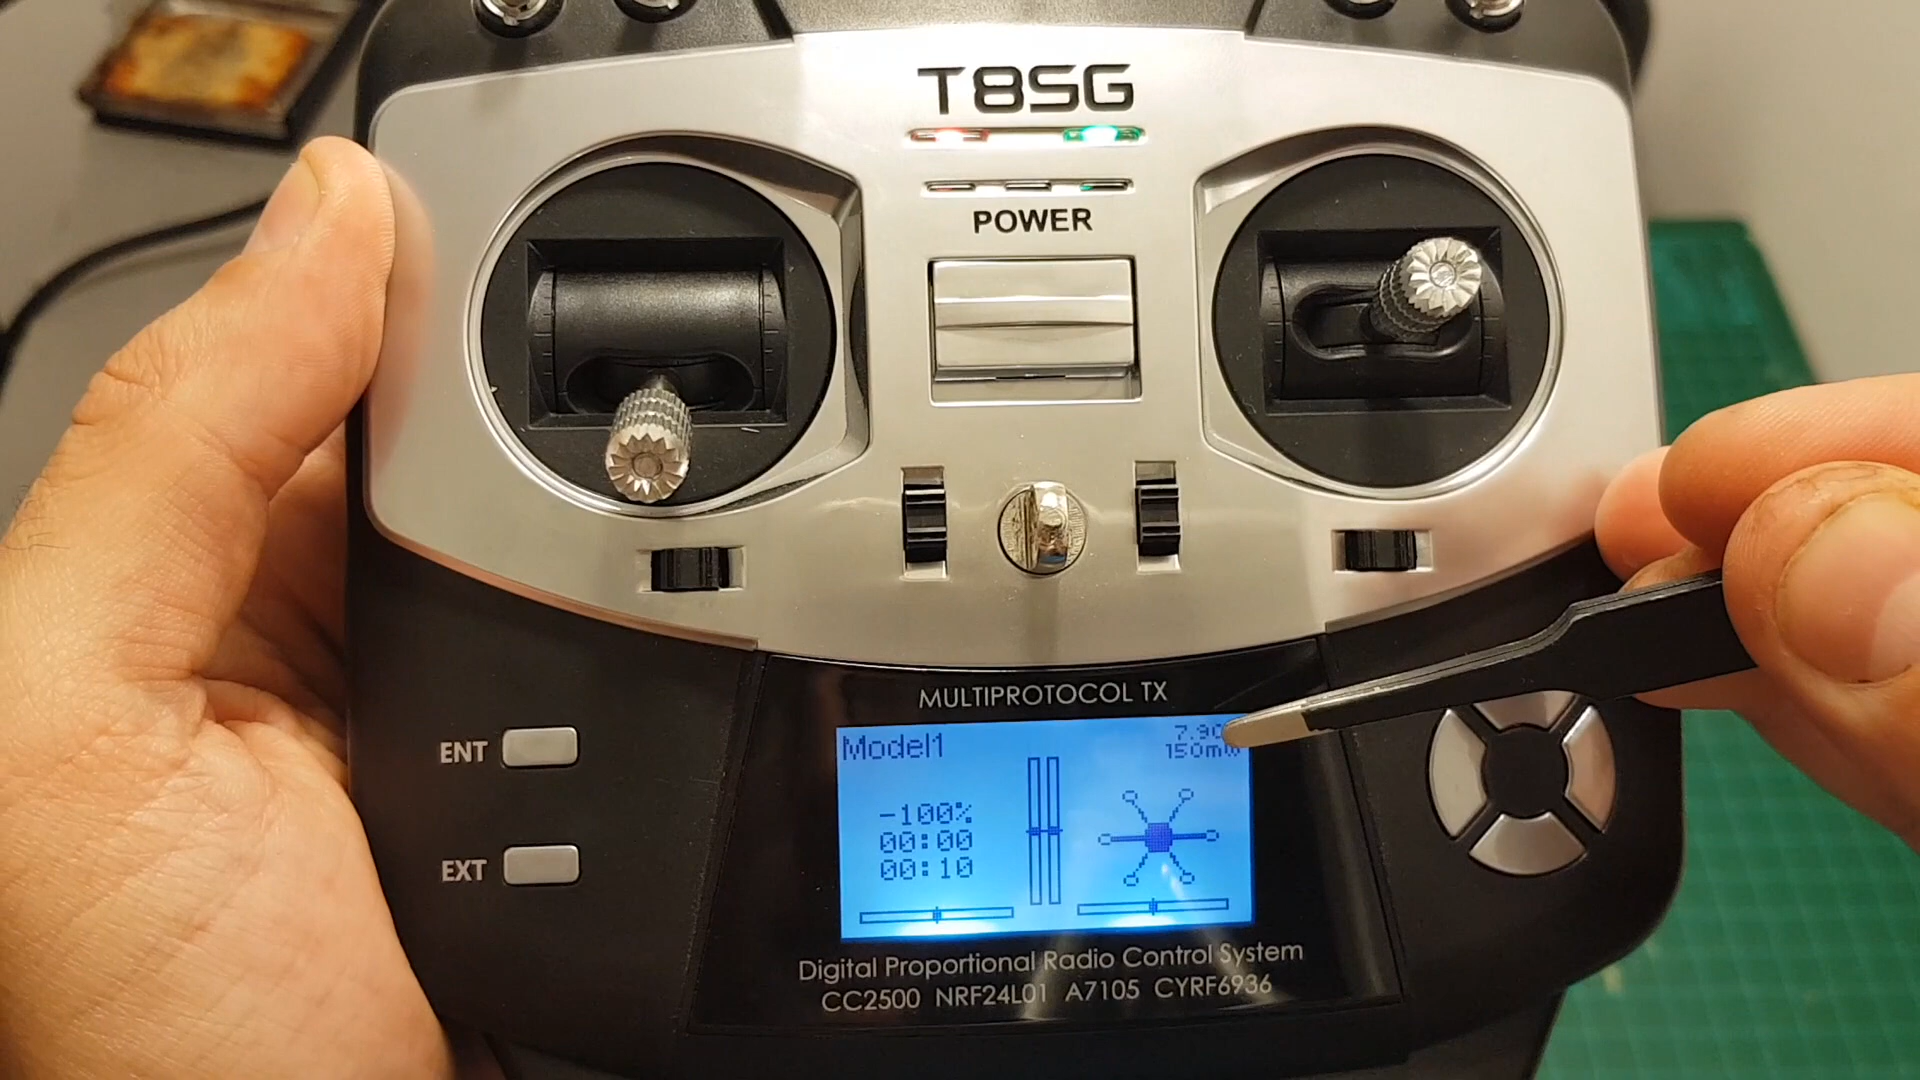 T8SG
POWER
MULTIPROTOCOL TX
Model1
150mW
-100%
00:00
00:10
ENT
EXT
Digital Proportional Radio Control System
CC2500 NRF24L01 A7105 CYRF6936